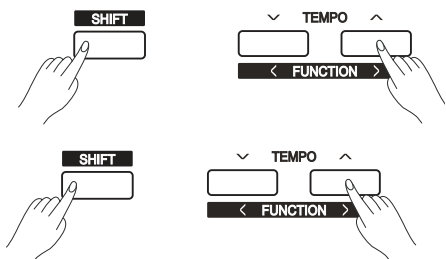 SHIFT
∨ TEMPO ∧
< FUNCTION >
SHIFT
∨ TEMPO ∧
< FUNCTION >